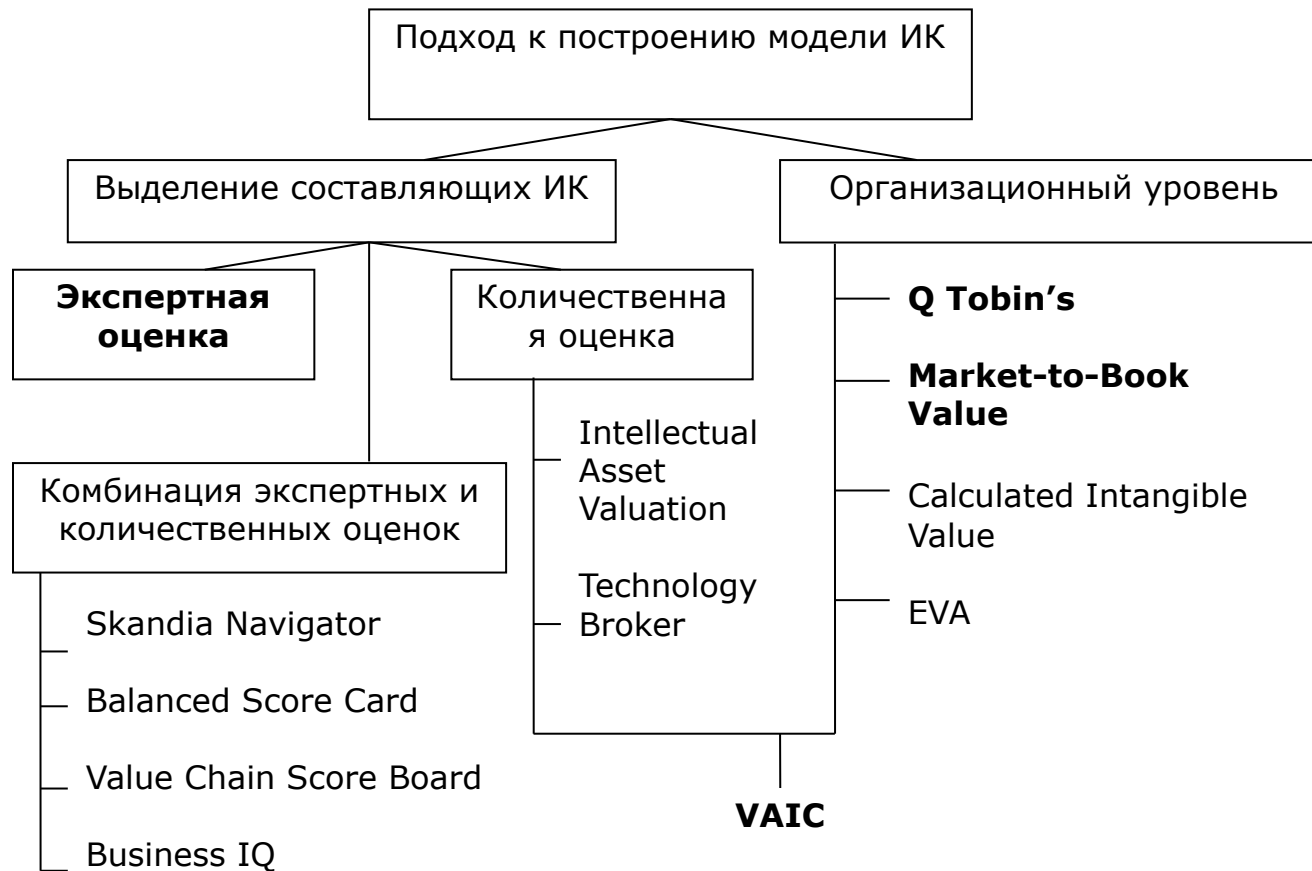 Подход к построению модели ИК
Выделение составляющих ИК
Организационный уровень
Экспертная
оценка
Количественна
я оценка
Комбинация экспертных и
количественных оценок
Skandia Navigator
Balanced Score Card
Value Chain Score Board
Business IQ
Intellectual
Asset
Valuation
Technology
Broker
Q Tobin’s
Market-to-Book
Value
Calculated Intangible
Value
EVA
VAIC